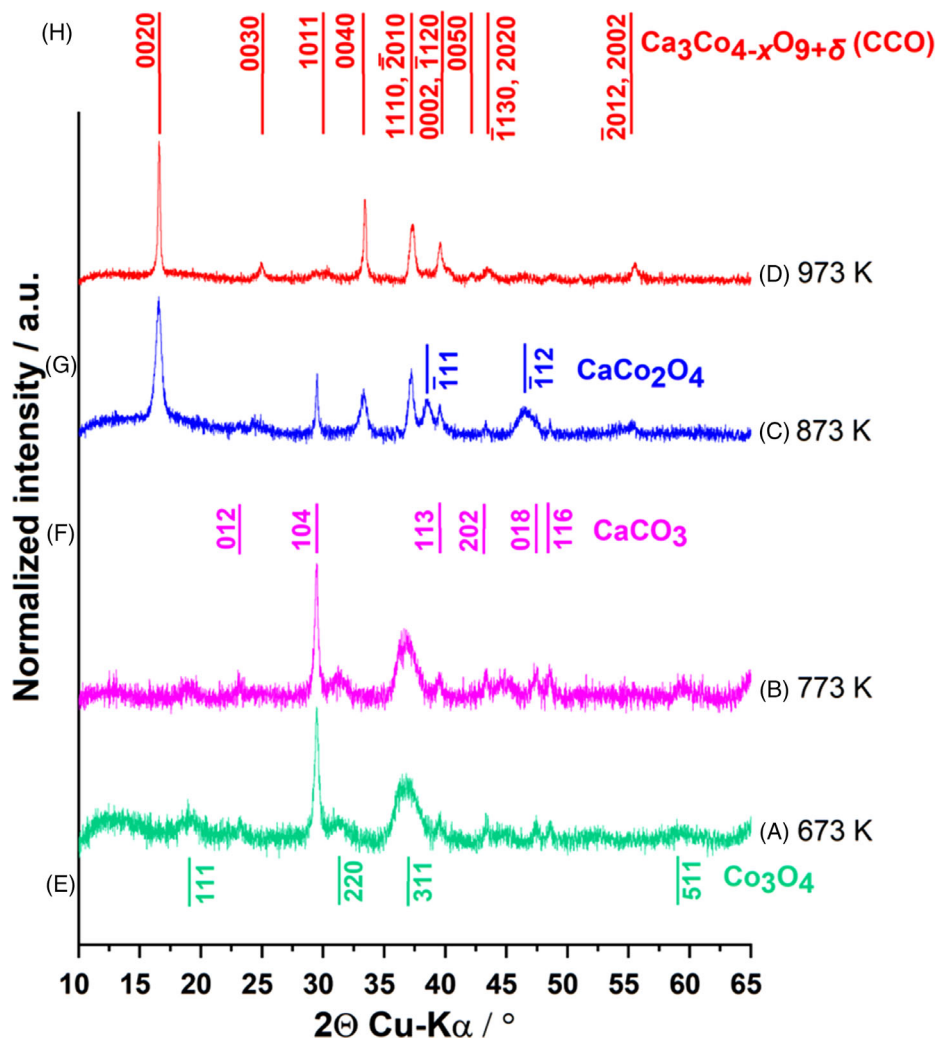 (H)
0020
0030
1011
0040
1110, 2̄010
0002, 1̄120
0050
1̄130, 2020
2̄012, 2002
Ca₃Co₄₋ₓO₉₊δ (CCO)
(D) 973 K
(G)
1̄11
1̄12
CaCo₂O₄
(C) 873 K
(F)
012
104
113
202
018
116
CaCO₃
(B) 773 K
(A) 673 K
(E)
111
220
311
511
Co₃O₄
Normalized intensity / a.u.
10 15 20 25 30 35 40 45 50 55 60 65
2Θ Cu-Kα / °